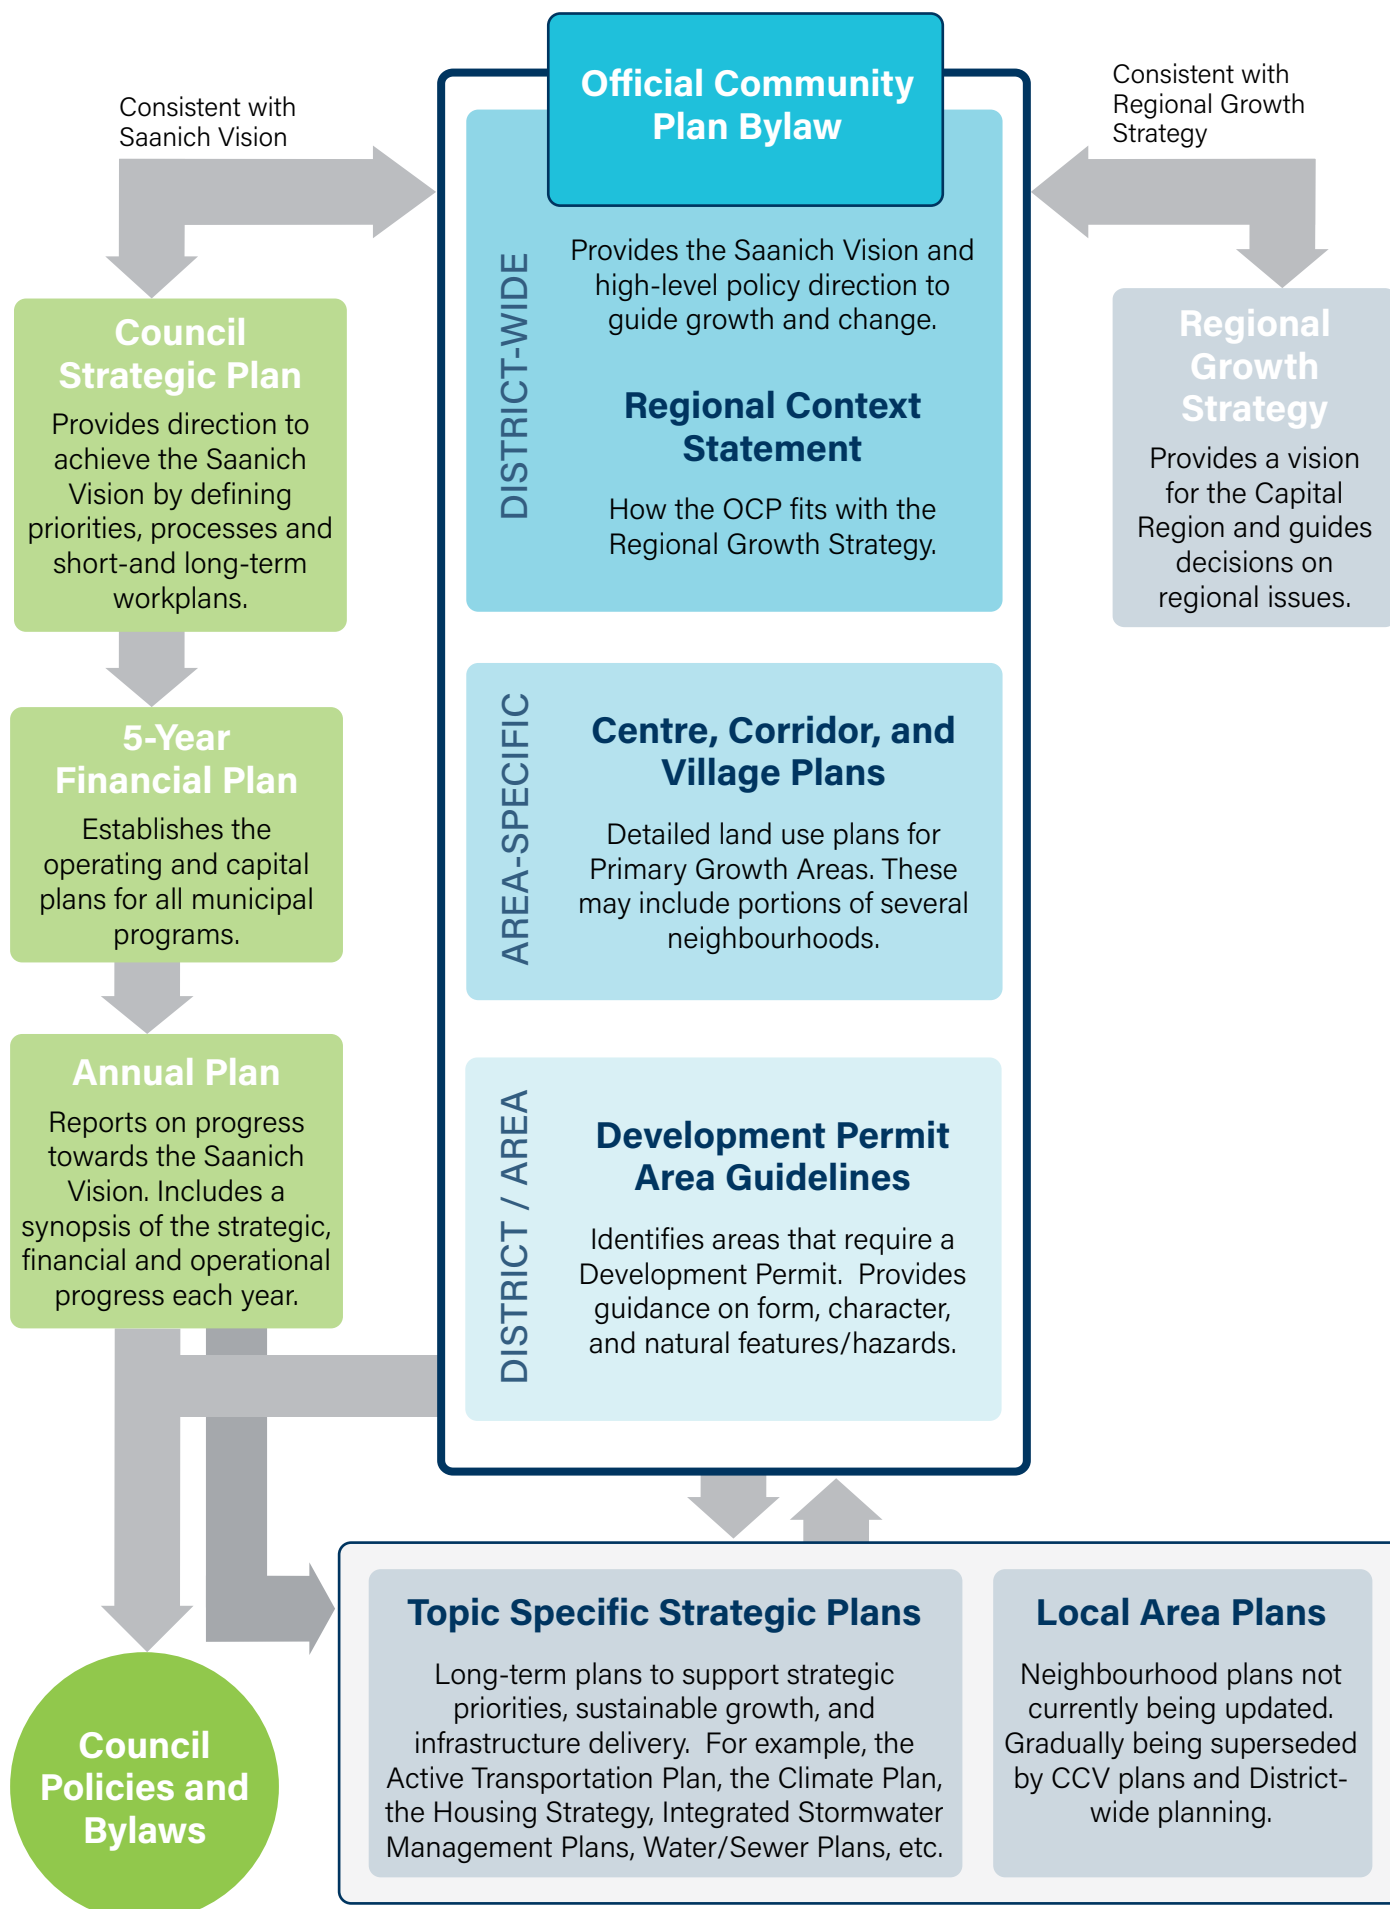 Official Community
Plan Bylaw
Consistent with
Saanich Vision
Consistent with
Regional Growth
Strategy
DISTRICT-WIDE
Provides the Saanich Vision and
high-level policy direction to
guide growth and change.
Regional Context
Statement
How the OCP fits with the
Regional Growth Strategy.
Council
Strategic Plan
Provides direction to
achieve the Saanich
Vision by defining
priorities, processes and
short-and long-term
workplans.
Regional
Growth
Strategy
Provides a vision
for the Capital
Region and guides
decisions on
regional issues.
5-Year
Financial Plan
Establishes the
operating and capital
plans for all municipal
programs.
AREA-SPECIFIC
Centre, Corridor, and
Village Plans
Detailed land use plans for
Primary Growth Areas. These
may include portions of several
neighbourhoods.
Annual Plan
Reports on progress
towards the Saanich
Vision. Includes a
synopsis of the strategic,
financial and operational
progress each year.
DISTRICT / AREA
Development Permit
Area Guidelines
Identifies areas that require a
Development Permit.  Provides
guidance on form, character,
and natural features/hazards.
Council
Policies and
Bylaws
Topic Specific Strategic Plans
Long-term plans to support strategic
priorities, sustainable growth, and
infrastructure delivery.  For example, the
Active Transportation Plan, the Climate Plan,
the Housing Strategy, Integrated Stormwater
Management Plans, Water/Sewer Plans, etc.
Local Area Plans
Neighbourhood plans not
currently being updated.
Gradually being superseded
by CCV plans and District-
wide planning.